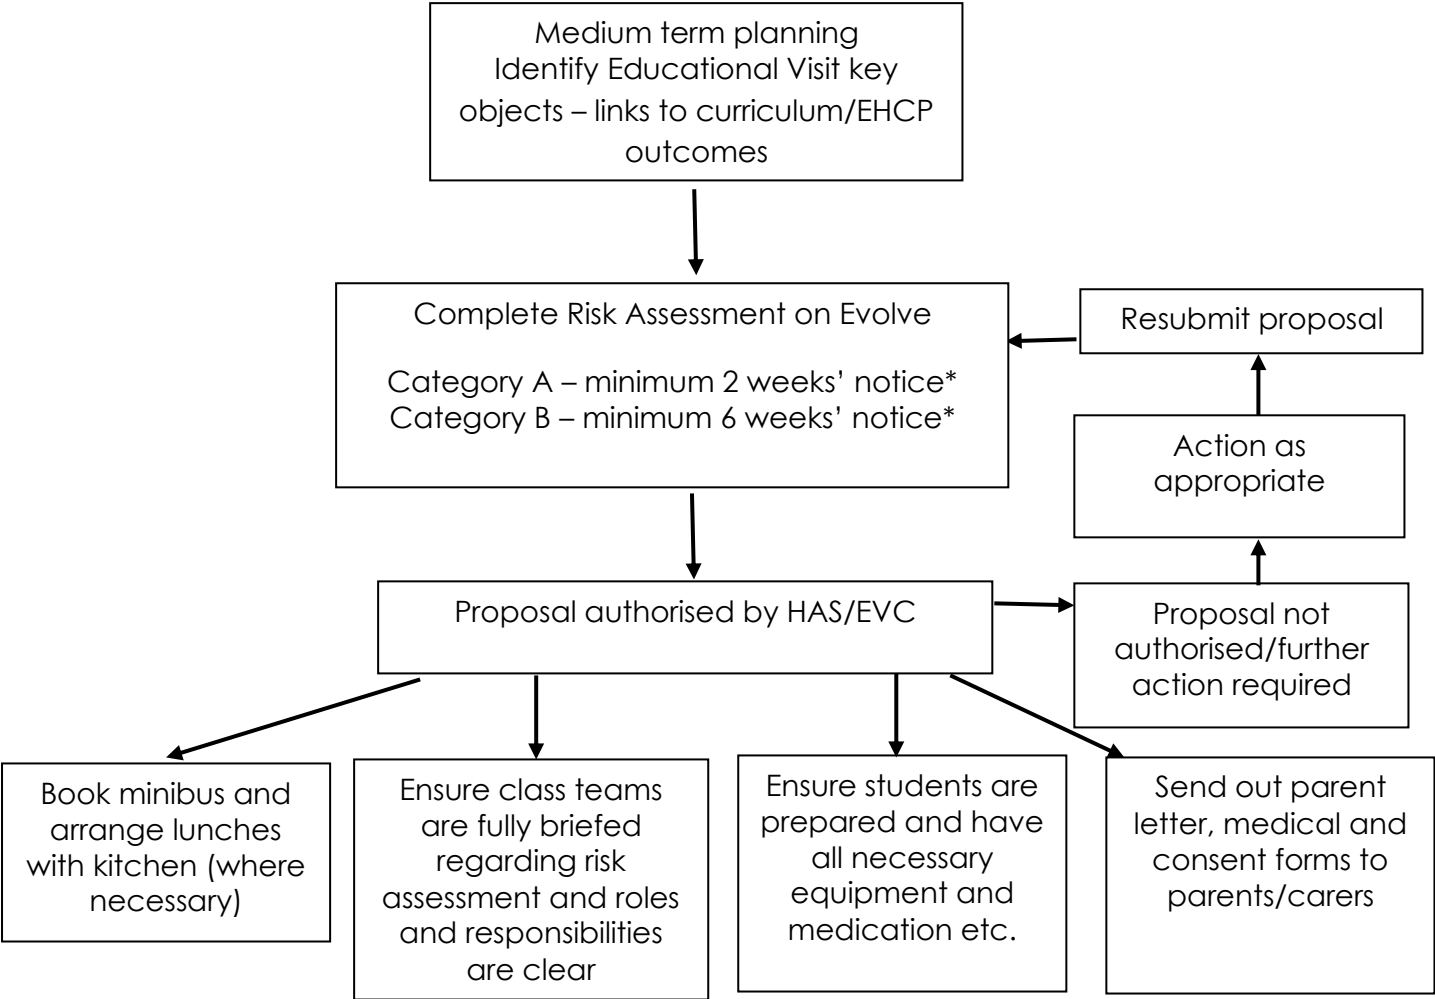 Medium term planning
Identify Educational Visit key
objects – links to curriculum/EHCP
outcomes
Complete Risk Assessment on Evolve
Category A – minimum 2 weeks’ notice*
Category B – minimum 6 weeks’ notice*
Resubmit proposal
Action as
appropriate
Proposal authorised by HAS/EVC
Proposal not
authorised/further
action required
Book minibus and
arrange lunches
with kitchen (where
necessary)
Ensure class teams
are fully briefed
regarding risk
assessment and roles
and responsibilities
are clear
Ensure students are
prepared and have
all necessary
equipment and
medication etc.
Send out parent
letter, medical and
consent forms to
parents/carers